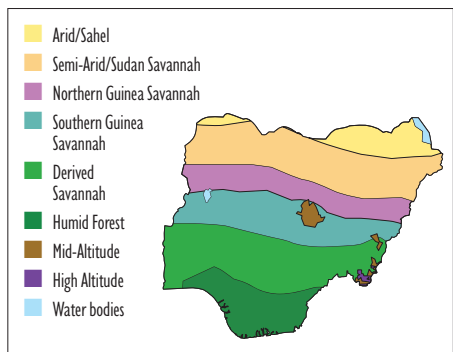 Arid/Sahel
Semi-Arid/Sudan Savannah
Northern Guinea Savannah
Southern Guinea
Savannah
Derived
Savannah
Humid Forest
Mid-Altitude
High Altitude
Water bodies